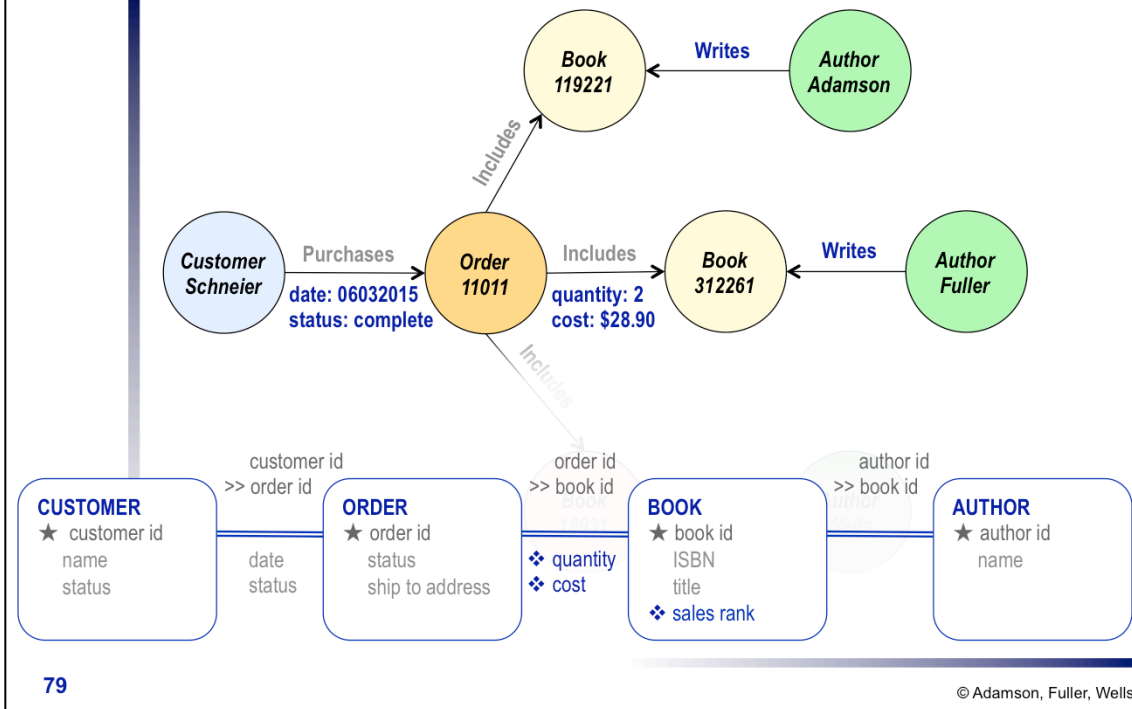 Book
119221
Writes
Author
Adamson
Includes
Customer
Schneier
Purchases
date: 06032015
status: complete
Order
11011
Includes
quantity: 2
cost: $28.90
Book
312261
Writes
Author
Fuller
Includes
customer id
>> order id
order id
>> book id
author id
>> book id
Book
Author
Wells
CUSTOMER
★ customer id
name
status
date
status
ORDER
★ order id
status
ship to address
❖ quantity
❖ cost
BOOK
★ book id
ISBN
title
❖ sales rank
AUTHOR
★ author id
name
79
© Adamson, Fuller, Wells